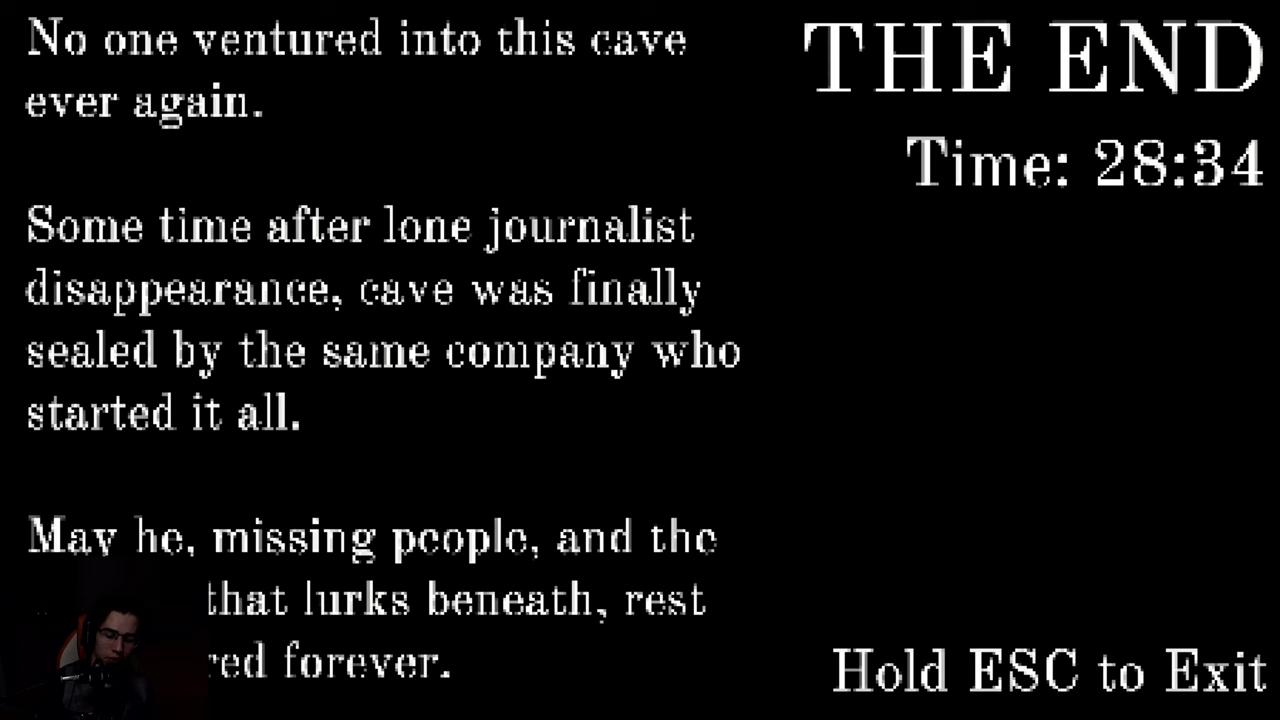 No one ventured into this cave
ever again.
Some time after lone journalist
disappearance, cave was finally
sealed by the same company who
started it all.
May he, missing people, and the
that lurks beneath, rest
forever.
THE END
Time: 28:34
Hold ESC to Exit